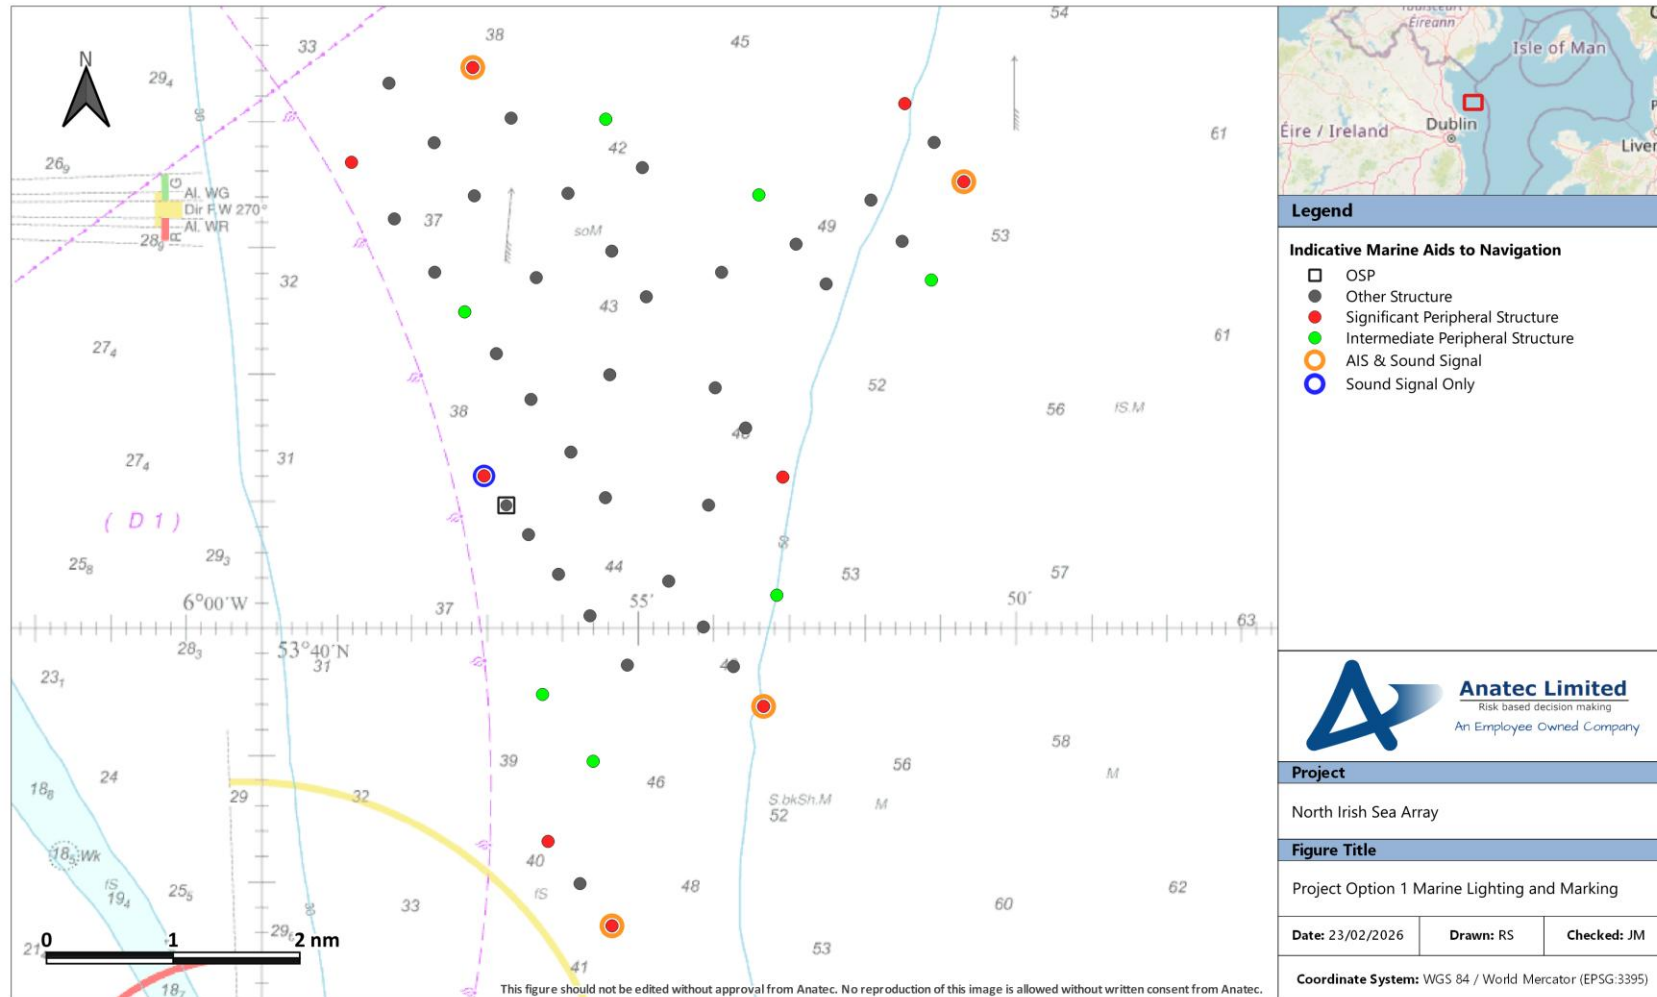 54
38
45
33
29₄
N
30
61
42
26₉
G
Al. WG
Dir F W 270°
Al. WR
R
28₉
37
soM
49
53
32
43
61
27₄
52
38
56
fS.M
27₄
31
( D 1 )
29₃
50
25₈
44
53
57
6°00'W
37
55'
50'
63
28₃
53°40'N
31
23₁
58
39
56
24
46
M
18₈
29
32
S.bkSh.M
M
52
18₅ Wk
40
fS
19₄
25₅
fS
48
62
33
60
30
53
41
18₇
0 1 2 nm
This figure should not be edited without approval from Anatec. No reproduction of this image is allowed without written consent from Anatec.
Éireann
Isle of Man
Dublin
Éire / Ireland
Liver
Legend
Indicative Marine Aids to Navigation
OSP
Other Structure
Significant Peripheral Structure
Intermediate Peripheral Structure
AIS & Sound Signal
Sound Signal Only
Anatec Limited
Risk based decision making
An Employee Owned Company
Project
North Irish Sea Array
Figure Title
Project Option 1 Marine Lighting and Marking
Date: 23/02/2026
Drawn: RS
Checked: JM
Coordinate System: WGS 84 / World Mercator (EPSG:3395)